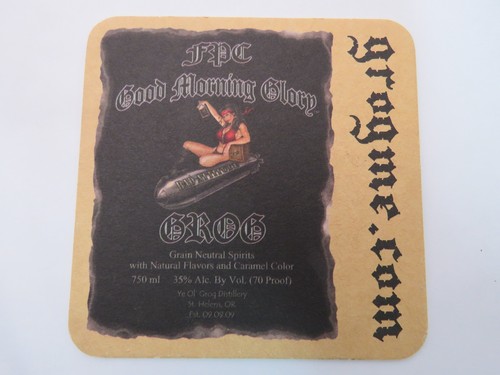 FPC
Good Morning Glory
GROG
Grain Neutral Spirits
with Natural Flavors and Caramel Color
750 ml 35% Alc. By Vol. (70 Proof)
Ye Ol' Grog Distillery
St. Helens, OR
Est. 09.09.09
grogme.com